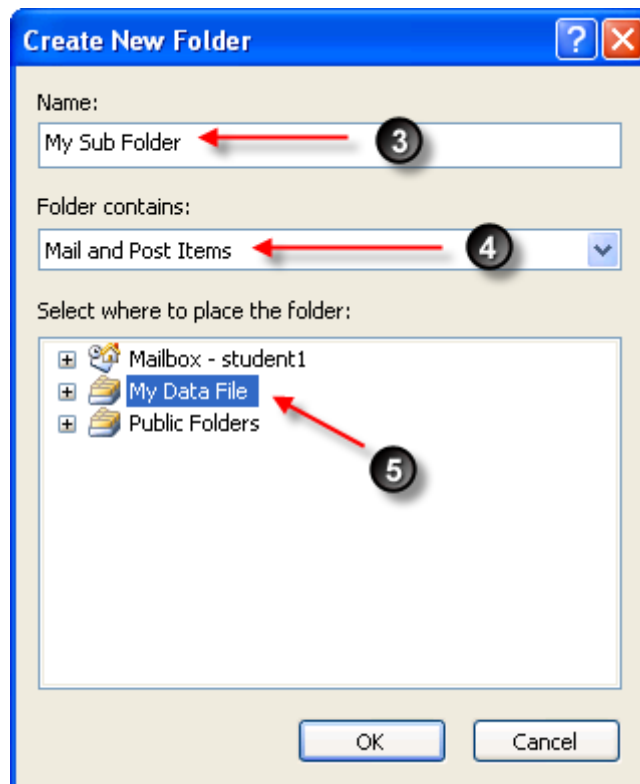 Create New Folder
Name:
My Sub Folder
3
Folder contains:
Mail and Post Items
4
Select where to place the folder:
Mailbox - student1
My Data File
Public Folders
5
OK
Cancel